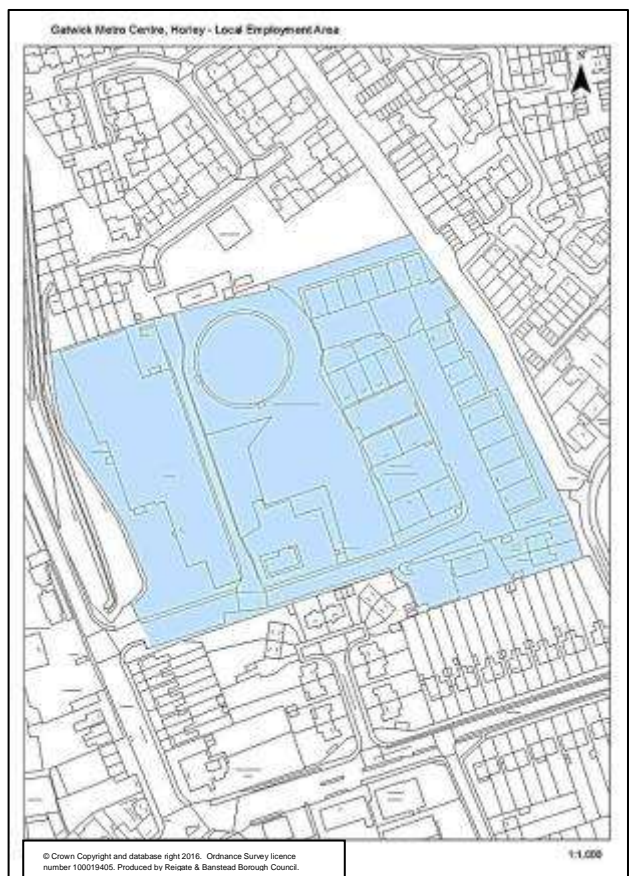 Gatwick Metro Centre, Horley - Local Employment Area
N
© Crown Copyright and database right 2016. Ordnance Survey licence
number 100019405. Produced by Reigate & Banstead Borough Council.
1:1,000